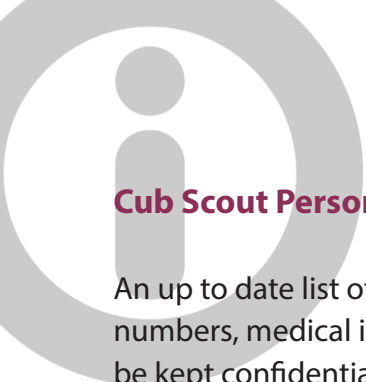 Cub Scout
An up to date list
numbers, medical
be kept